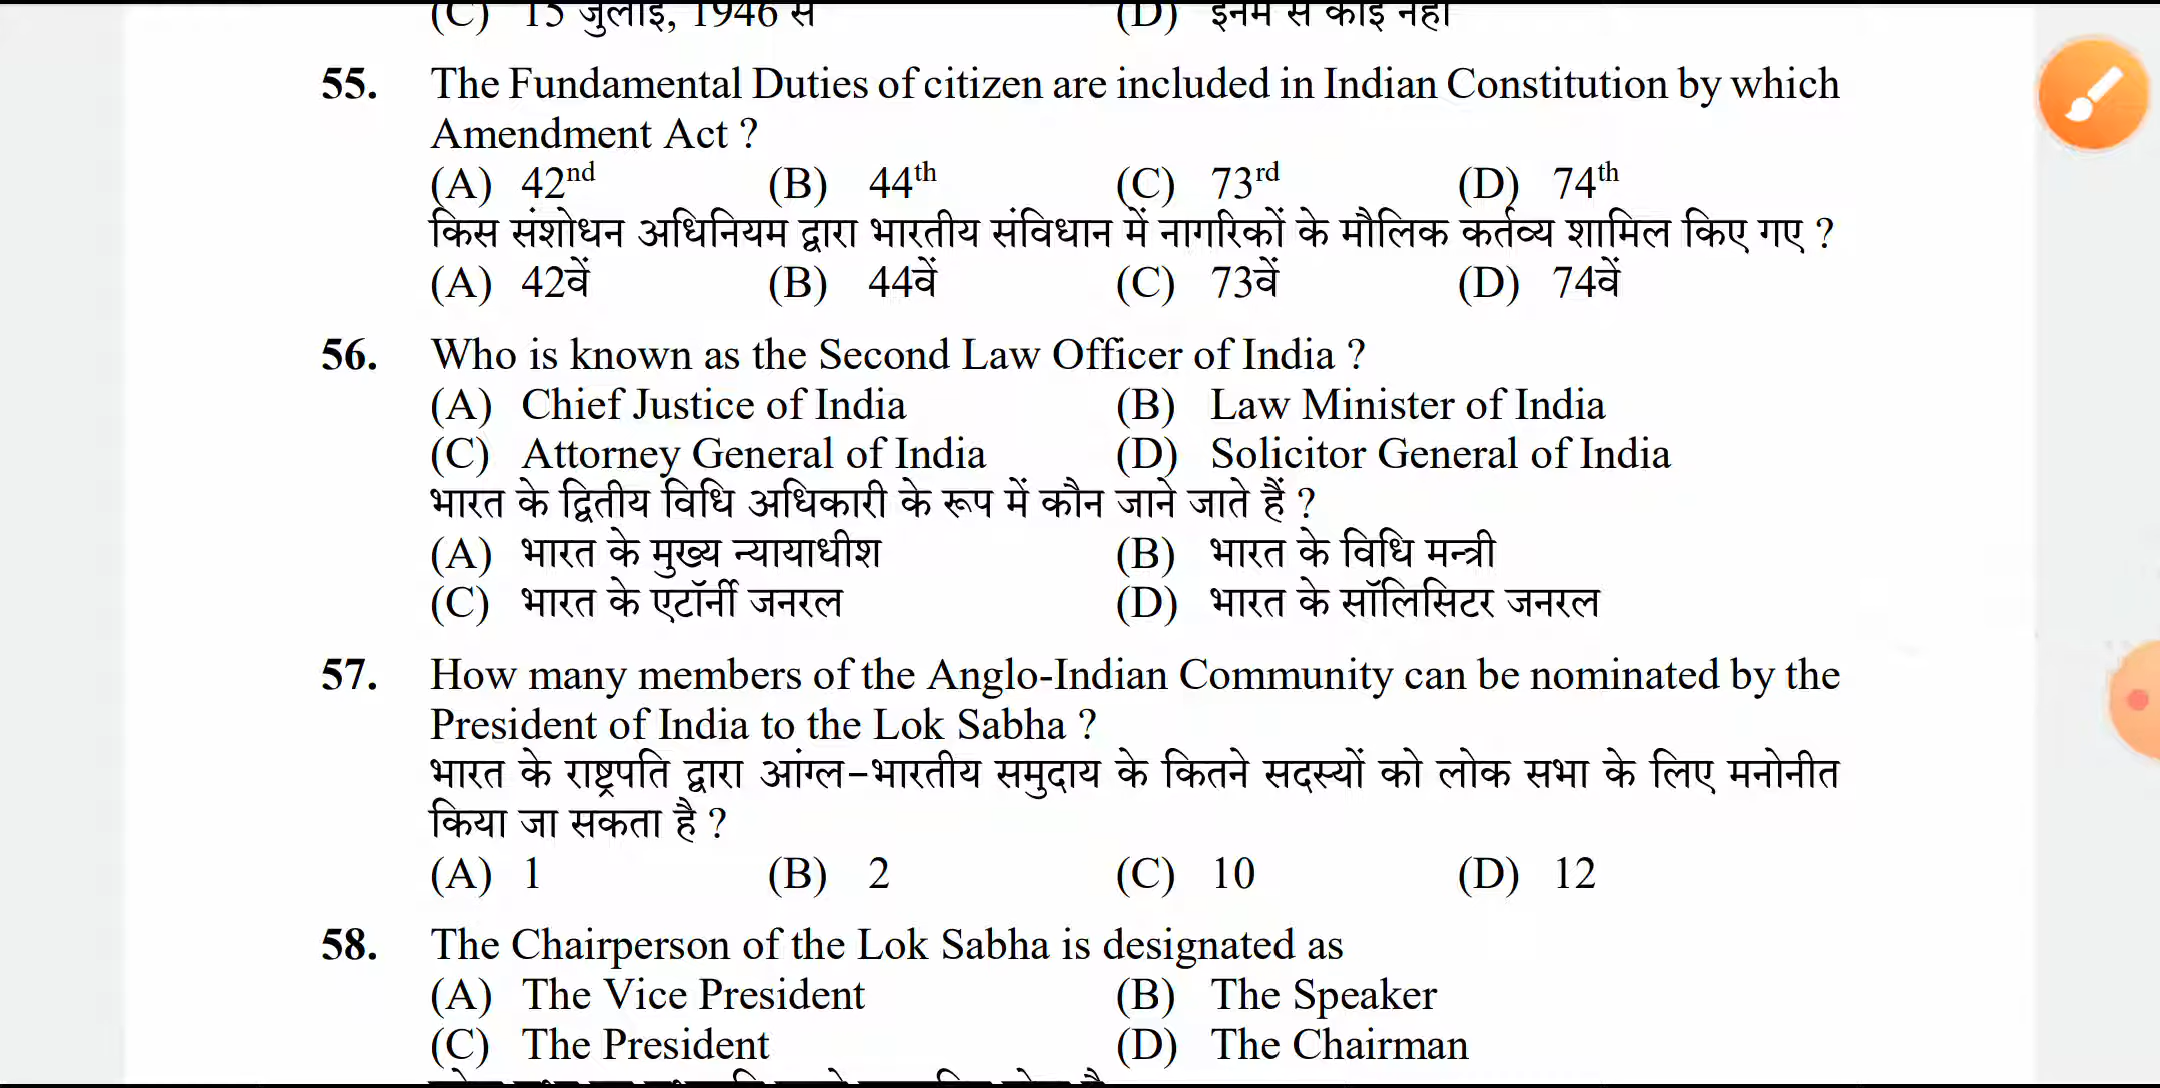 (C) 15 जुलाई, 1946 से (D) इनमें से कोई नहीं
55. The Fundamental Duties of citizen are included in Indian Constitution by which
Amendment Act ?
(A) 42nd (B) 44th (C) 73rd (D) 74th
किस संशोधन अधिनियम द्वारा भारतीय संविधान में नागरिकों के मौलिक कर्तव्य शामिल किए गए ?
(A) 42वें (B) 44वें (C) 73वें (D) 74वें
56. Who is known as the Second Law Officer of India ?
(A) Chief Justice of India (B) Law Minister of India
(C) Attorney General of India (D) Solicitor General of India
भारत के द्वितीय विधि अधिकारी के रूप में कौन जाने जाते हैं ?
(A) भारत के मुख्य न्यायाधीश (B) भारत के विधि मन्त्री
(C) भारत के एटॉर्नी जनरल (D) भारत के सॉलिसिटर जनरल
57. How many members of the Anglo-Indian Community can be nominated by the
President of India to the Lok Sabha ?
भारत के राष्ट्रपति द्वारा आंग्ल-भारतीय समुदाय के कितने सदस्यों को लोक सभा के लिए मनोनीत
किया जा सकता है ?
(A) 1 (B) 2 (C) 10 (D) 12
58. The Chairperson of the Lok Sabha is designated as
(A) The Vice President (B) The Speaker
(C) The President (D) The Chairman